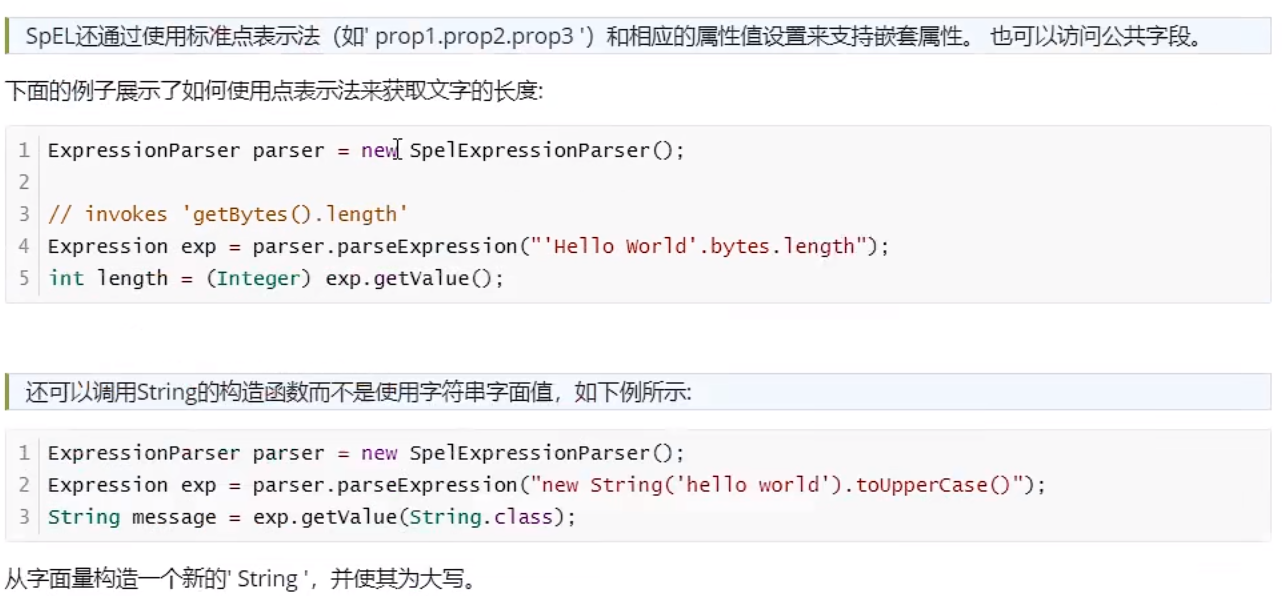 SpEL还通过使用标准点表示法（如' prop1.prop2.prop3 '）和相应的属性值设置来支持嵌套属性。 也可以访问公共字段。
下面的例子展示了如何使用点表示法来获取文字的长度:
1 ExpressionParser parser = new SpelExpressionParser();
2
3 // invokes 'getBytes().length'
4 Expression exp = parser.parseExpression("'Hello World'.bytes.length");
5 int length = (Integer) exp.getValue();
还可以调用String的构造函数而不是使用字符串字面值，如下例所示:
1 ExpressionParser parser = new SpelExpressionParser();
2 Expression exp = parser.parseExpression("new String('hello world').toUpperCase()");
3 String message = exp.getValue(String.class);
从字面量构造一个新的' String '，并使其为大写。